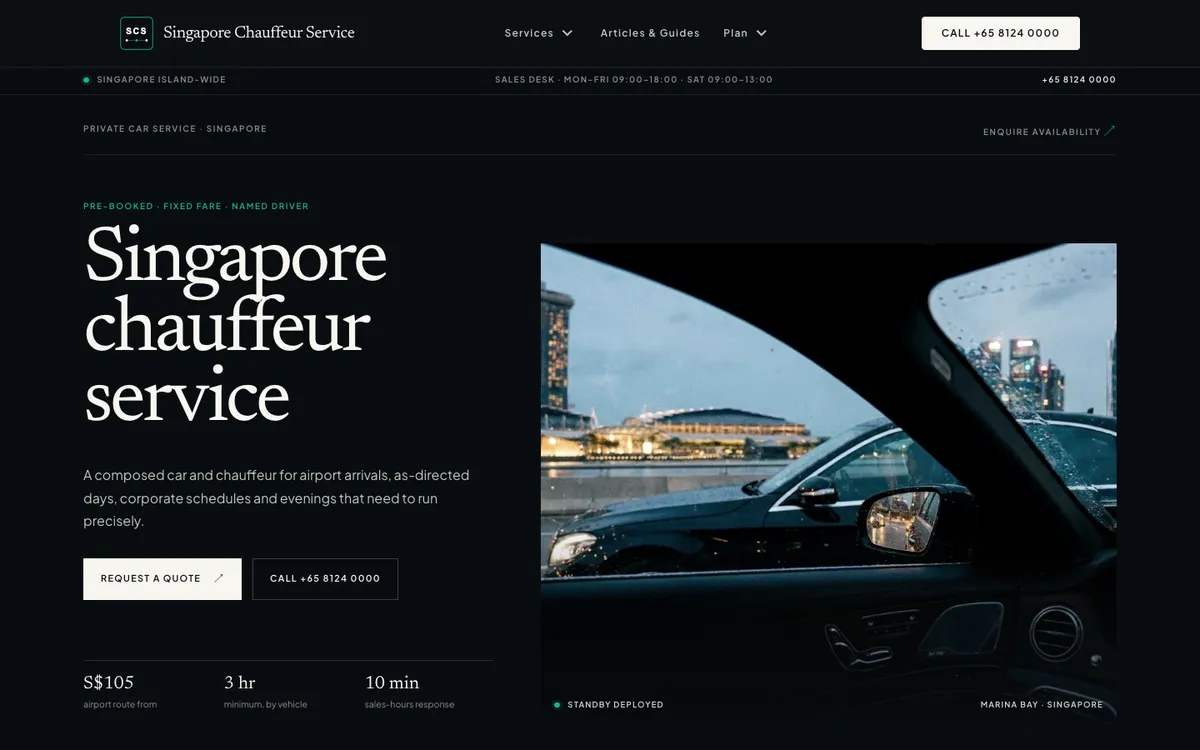 SCS
Singapore Chauffeur Service
Services
Articles & Guides
Plan
CALL +65 8124 0000
SINGAPORE ISLAND-WIDE
SALES DESK · MON–FRI 09:00–18:00 · SAT 09:00–13:00
+65 8124 0000
PRIVATE CAR SERVICE · SINGAPORE
ENQUIRE AVAILABILITY
PRE-BOOKED · FIXED FARE · NAMED DRIVER
Singapore
chauffeur
service
A composed car and chauffeur for airport arrivals, as-directed
days, corporate schedules and evenings that need to run
precisely.
REQUEST A QUOTE
CALL +65 8124 0000
S$105
airport route from
3 hr
minimum, by vehicle
10 min
sales-hours response
STANDBY DEPLOYED
MARINA BAY · SINGAPORE